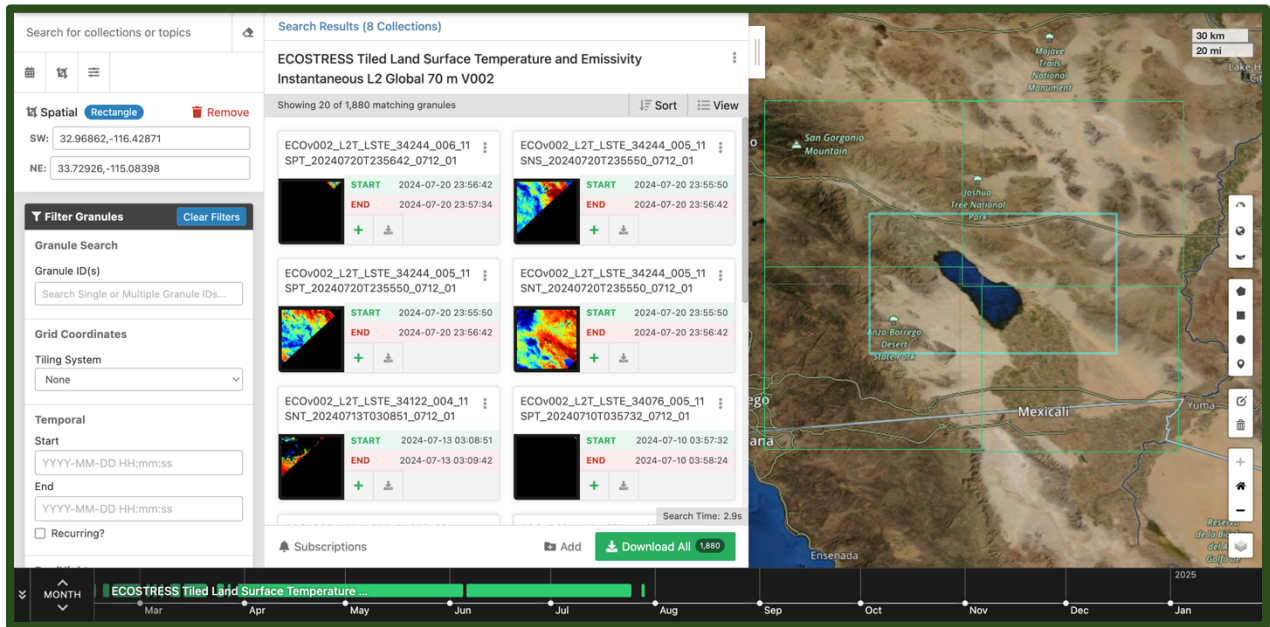 Search for collections or topics
Spatial Rectangle Remove
SW: 32.96862,-116.42871
NE: 33.72926,-115.08398
Filter Granules Clear Filters
Granule Search
Granule ID(s)
Search Single or Multiple Granule IDs...
Grid Coordinates
Tiling System
None
Temporal
Start
YYYY-MM-DD HH:mm:ss
End
YYYY-MM-DD HH:mm:ss
Recurring?
Search Results (8 Collections)
ECOSTRESS Tiled Land Surface Temperature and Emissivity
Instantaneous L2 Global 70 m V002
Showing 20 of 1,880 matching granules Sort View
ECOv002_L2T_LSTE_34244_006_11
SPT_20240720T235642_0712_01
START 2024-07-20 23:56:42
END 2024-07-20 23:57:34
ECOv002_L2T_LSTE_34244_005_11
SNS_20240720T235550_0712_01
START 2024-07-20 23:55:50
END 2024-07-20 23:56:42
ECOv002_L2T_LSTE_34244_005_11
SPT_20240720T235550_0712_01
START 2024-07-20 23:55:50
END 2024-07-20 23:56:42
ECOv002_L2T_LSTE_34244_005_11
SNT_20240720T235550_0712_01
START 2024-07-20 23:55:50
END 2024-07-20 23:56:42
ECOv002_L2T_LSTE_34122_004_11
SNT_20240713T030851_0712_01
START 2024-07-13 03:08:51
END 2024-07-13 03:09:42
ECOv002_L2T_LSTE_34076_005_11
SPT_20240710T035732_0712_01
START 2024-07-10 03:57:32
END 2024-07-10 03:58:24
Search Time: 2.9s
Subscriptions Add Download All 1,880
30 km
20 mi
Mojave
Trails
National
Monument
Lake H
San Gorgonio
Mountain
Joshua
Tree National
Park
Anza-Borrego
Desert
State Park
ego
Mexicali
Yuma
ana
Ensenada
Reserva
de la Bio
del A
Golfo de
MONTH
ECOSTRESS Tiled Land Surface Temperature ...
2025
Mar Apr May Jun Jul Aug Sep Oct Nov Dec Jan